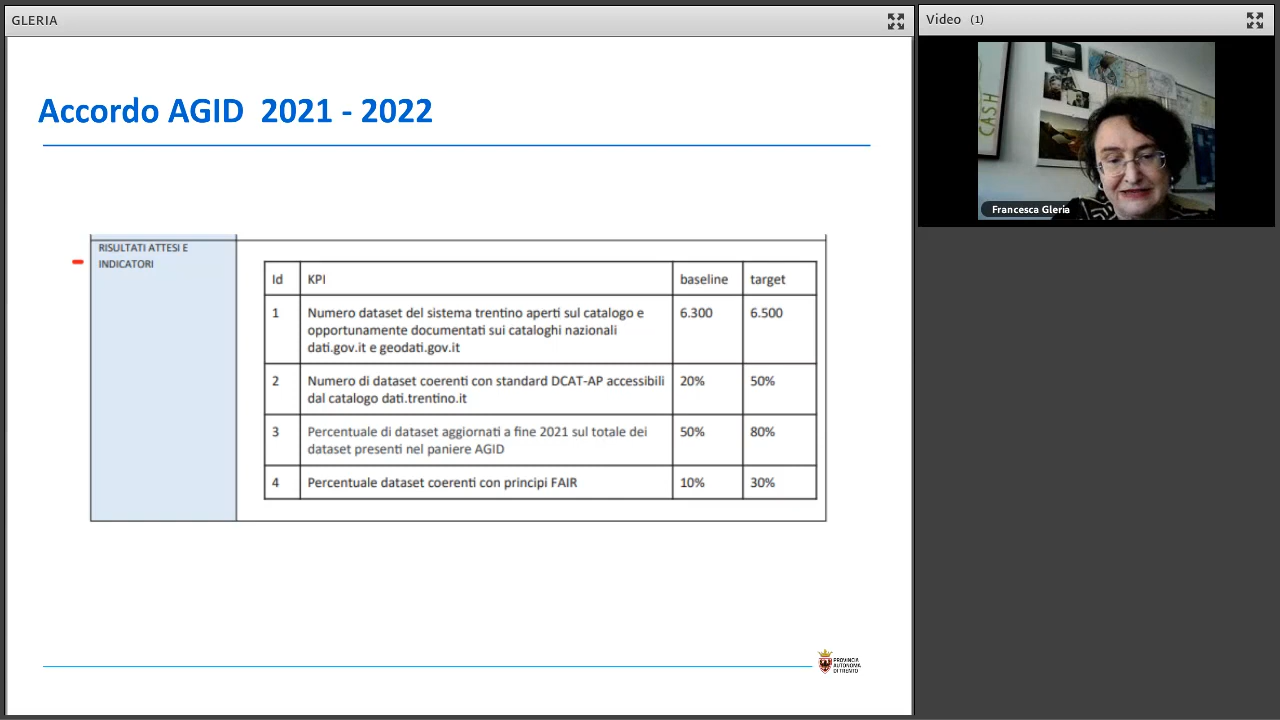 GLERIA
Video (1)
CASH
Francesca Gleria
Accordo AGID 2021 - 2022
RISULTATI ATTESI E
INDICATORI
Id KPI baseline target
1 Numero dataset del sistema trentino aperti sul catalogo e 6.300 6.500
opportunamente documentati sui cataloghi nazionali
dati.gov.it e geodati.gov.it
2 Numero di dataset coerenti con standard DCAT-AP accessibili 20% 50%
dal catalogo dati.trentino.it
3 Percentuale di dataset aggiornati a fine 2021 sul totale dei 50% 80%
dataset presenti nel paniere AGID
4 Percentuale dataset coerenti con principi FAIR 10% 30%
PROVINCIA
AUTONOMA
DI TRENTO